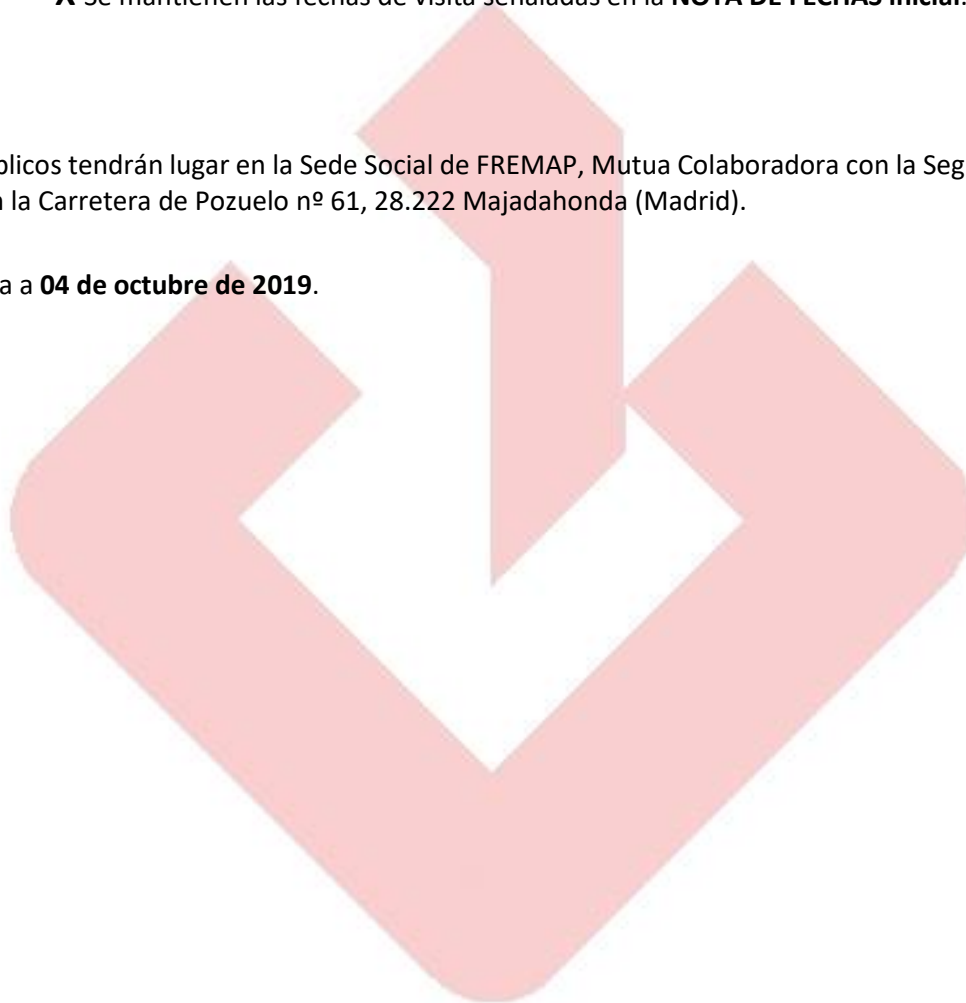 X Se mantienen las fechas de visita señaladas en la NOTA DE FECHAS inicial.
blicos tendrán lugar en la Sede Social de FREMAP, Mutua Colaboradora con la Seg
la Carretera de Pozuelo nº 61, 28.222 Majadahonda (Madrid).
a a 04 de octubre de 2019.